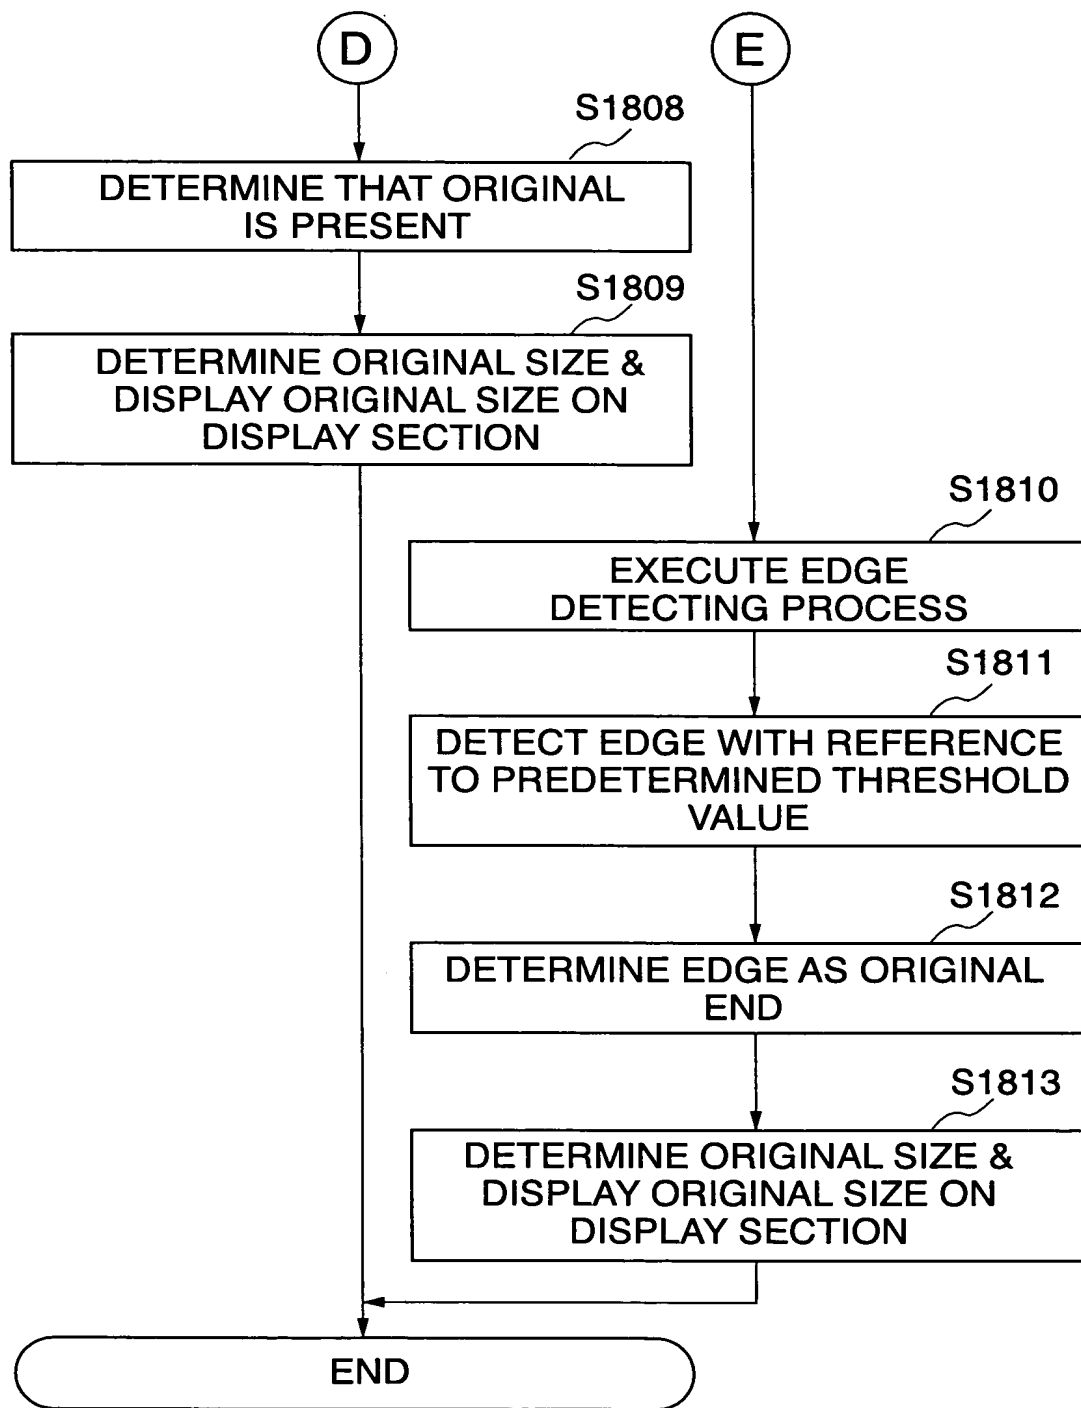 D
E
S1808
DETERMINE THAT ORIGINAL
IS PRESENT
S1809
DETERMINE ORIGINAL SIZE &
DISPLAY ORIGINAL SIZE ON
DISPLAY SECTION
S1810
EXECUTE EDGE
DETECTING PROCESS
S1811
DETECT EDGE WITH REFERENCE
TO PREDETERMINED THRESHOLD
VALUE
S1812
DETERMINE EDGE AS ORIGINAL
END
S1813
DETERMINE ORIGINAL SIZE &
DISPLAY ORIGINAL SIZE ON
DISPLAY SECTION
END